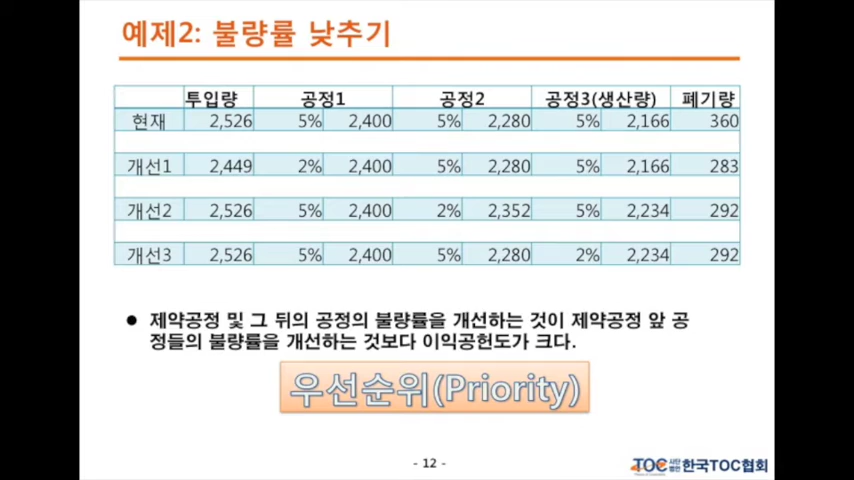 예제2: 불량률 낮추기
투입량 공정1 공정2 공정3(생산량) 폐기량
현재 2,526 5% 2,400 5% 2,280 5% 2,166 360
개선1 2,449 2% 2,400 5% 2,280 5% 2,166 283
개선2 2,526 5% 2,400 2% 2,352 5% 2,234 292
개선3 2,526 5% 2,400 5% 2,280 2% 2,234 292
● 제약공정 및 그 뒤의 공정의 불량률을 개선하는 것이 제약공정 앞 공
정들의 불량률을 개선하는 것보다 이익공헌도가 크다.
우선순위(Priority)
- 12 -
TOC 사단법인 한국TOC협회